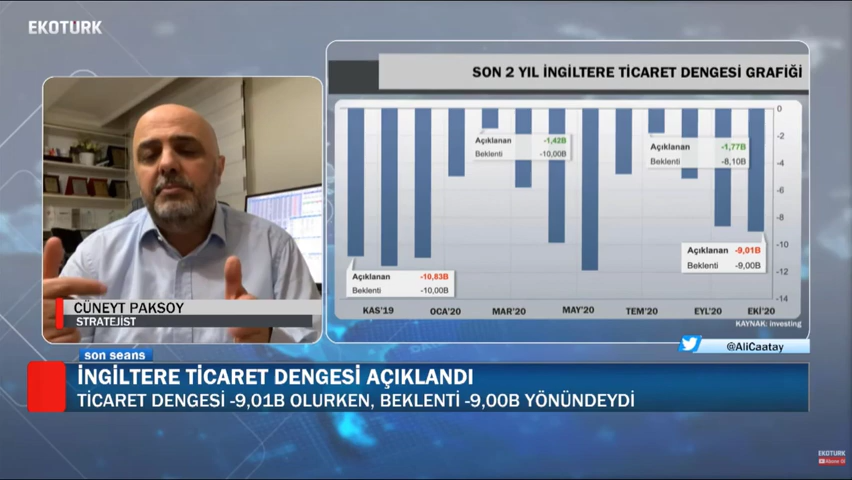 EKOTURK
SON 2 YIL İNGİLTERE TİCARET DENGESİ GRAFİĞİ
0
-2
-4
-6
-8
-10
-12
-14
Açıklanan -1,42B
Beklenti -10,00B
Açıklanan -1,77B
Beklenti -8,10B
Açıklanan -9,01B
Beklenti -9,00B
Açıklanan -10,83B
Beklenti -10,00B
KAS'19 OCA'20 MAR'20 MAY'20 TEM'20 EYL'20 EKİ'20
KAYNAK: Investing
CÜNEYT PAKSOY
STRATEJİST
@AliCaatay
son seans
İNGİLTERE TİCARET DENGESİ AÇIKLANDI
TİCARET DENGESİ -9,01B OLURKEN, BEKLENTİ -9,00B YÖNÜNDEYDİ
EKOTURK
Abone Ol